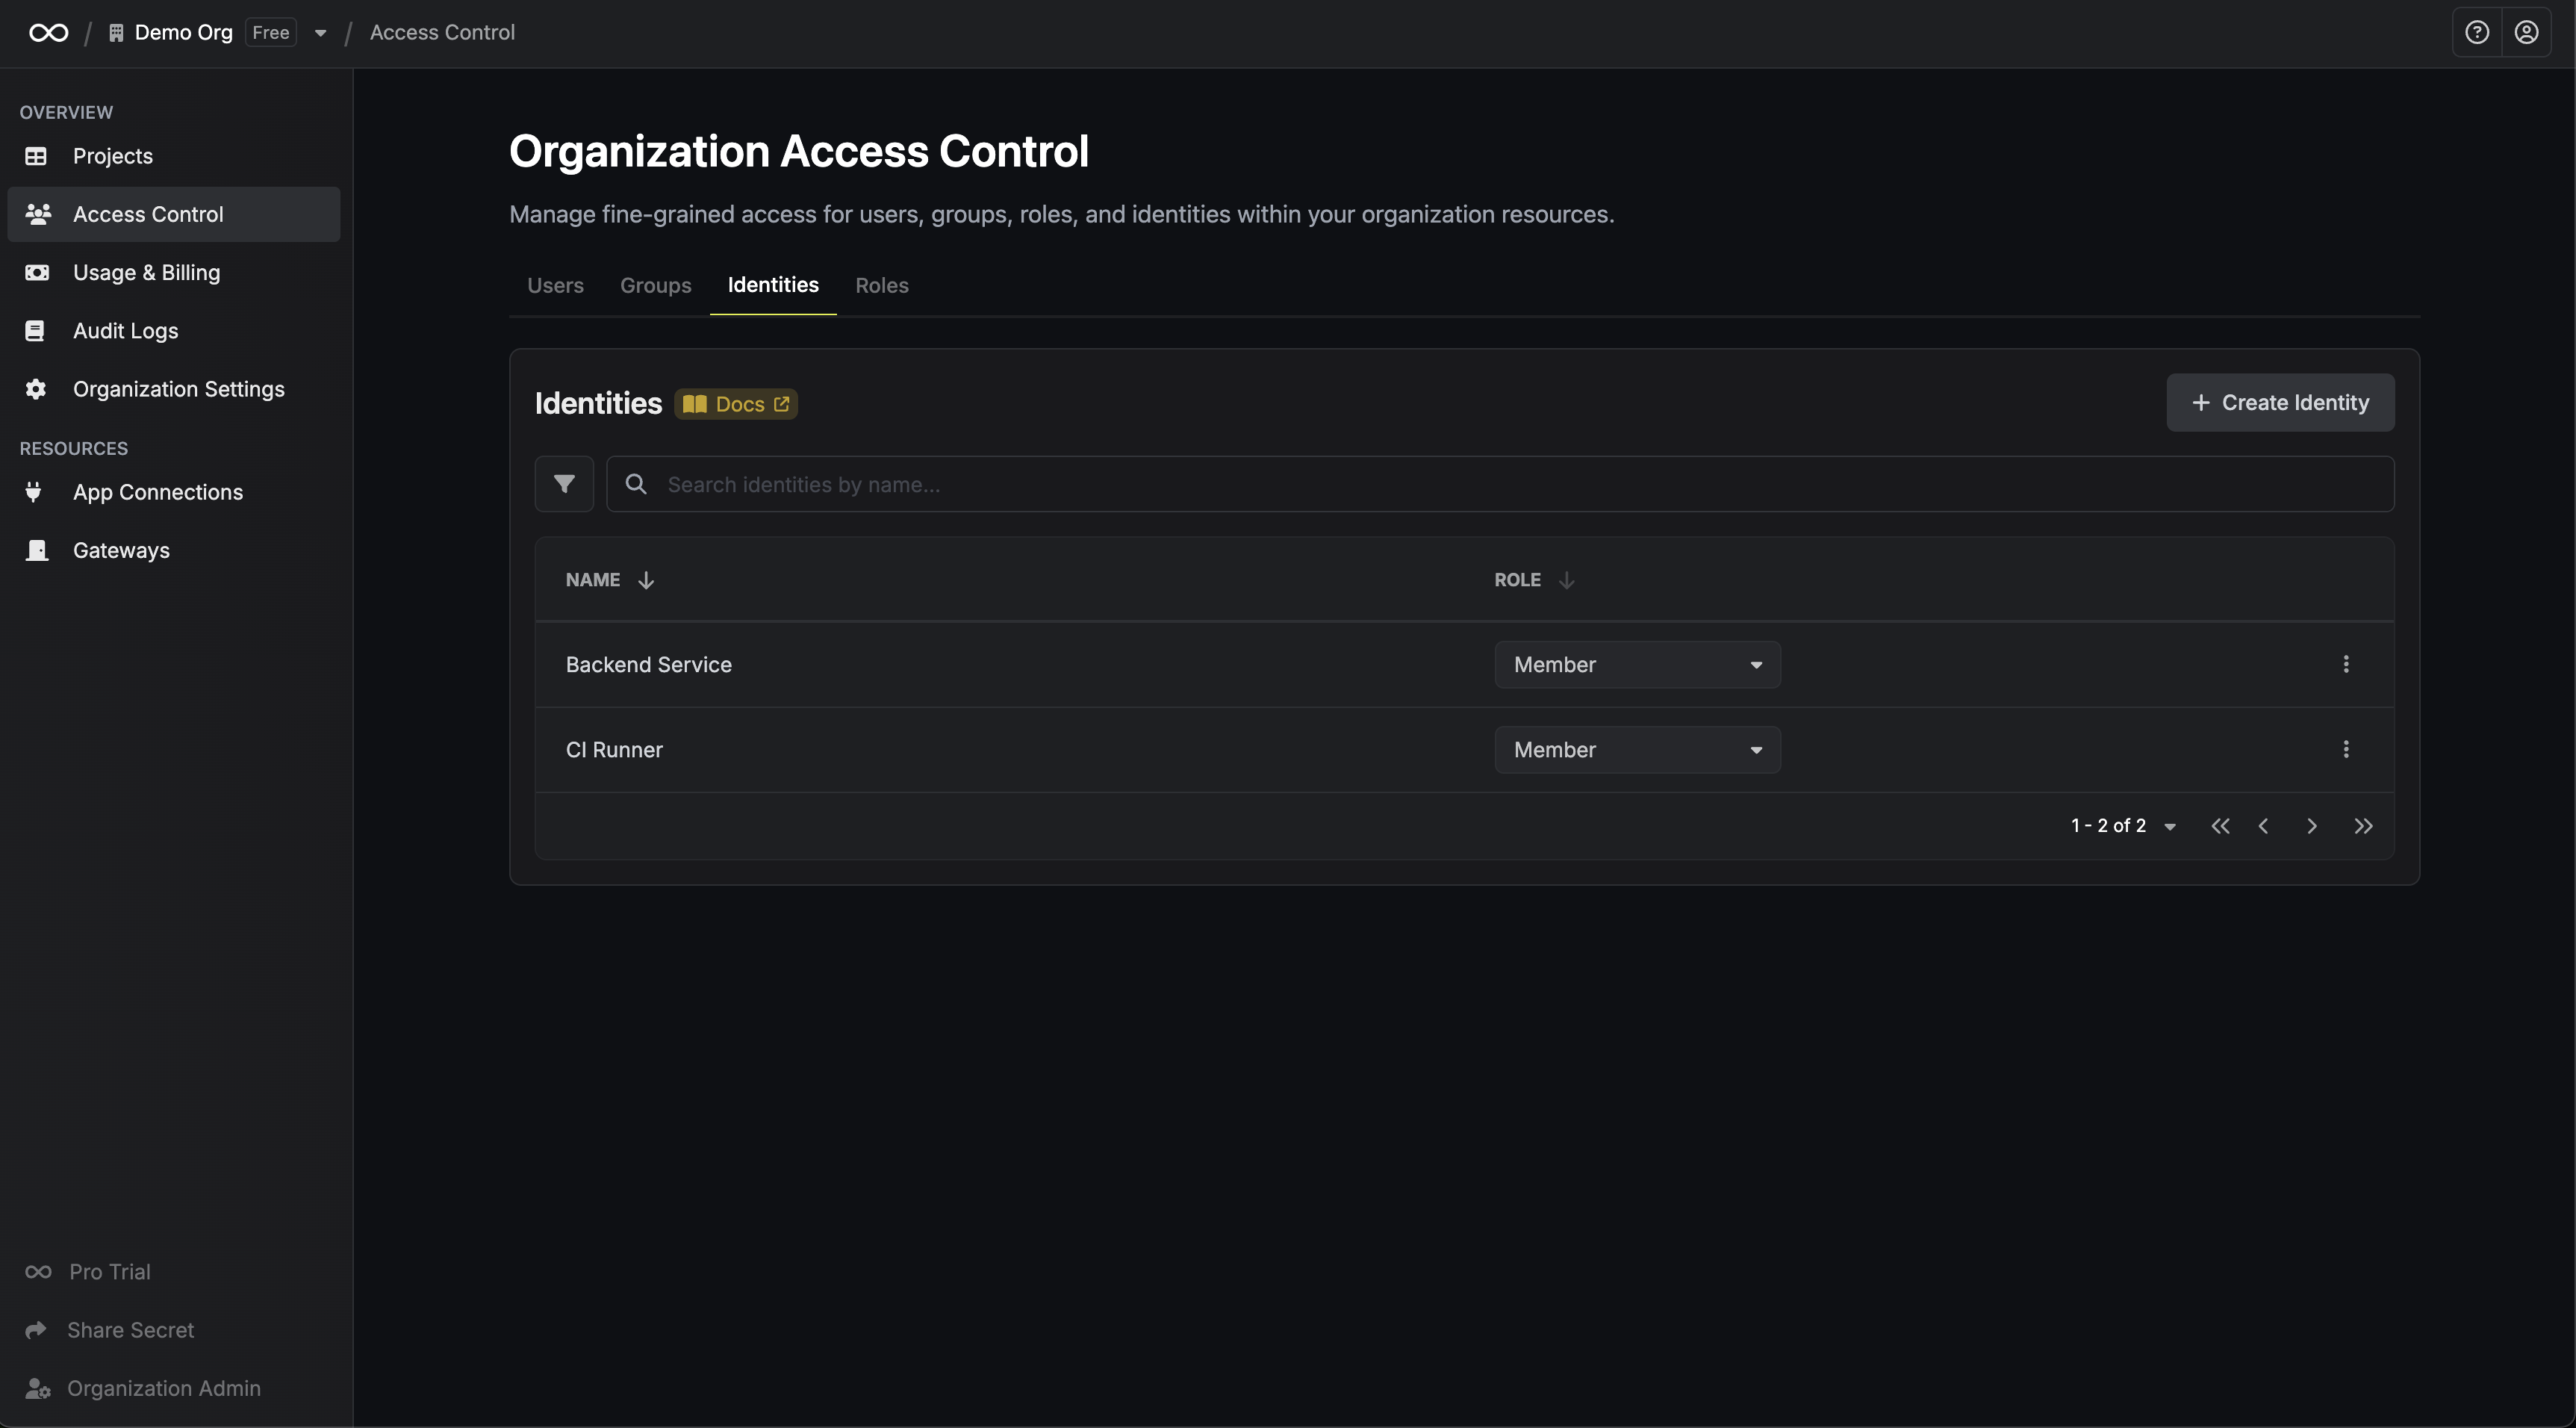 Demo Org Free Access Control
OVERVIEW
Projects
Access Control
Usage & Billing
Audit Logs
Organization Settings
RESOURCES
App Connections
Gateways
Pro Trial
Share Secret
Organization Admin
Organization Access Control
Manage fine-grained access for users, groups, roles, and identities within your organization resources.
Users Groups Identities Roles
Identities Docs Create Identity
Search identities by name...
NAME ROLE
Backend Service Member
CI Runner Member
1 - 2 of 2